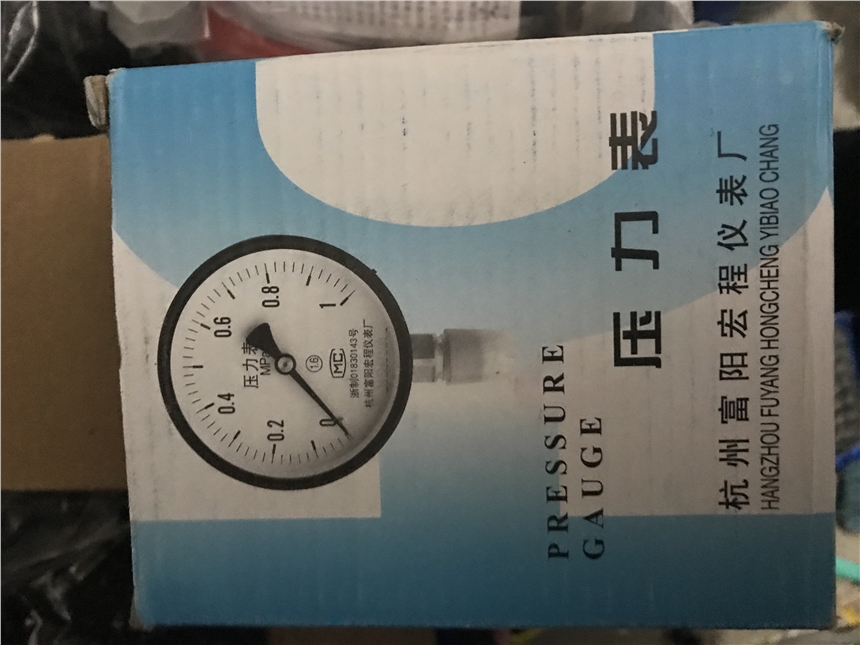 0
0.2
0.4
0.6
0.8
1
压力表
MPa
1.6
MC
浙制01830143号
杭州富阳宏程仪表厂
PRESSURE
GAUGE
压力表
杭州富阳宏程仪表厂
HANGZHOU FUYANG HONGCHENG YIBIAO CHANG